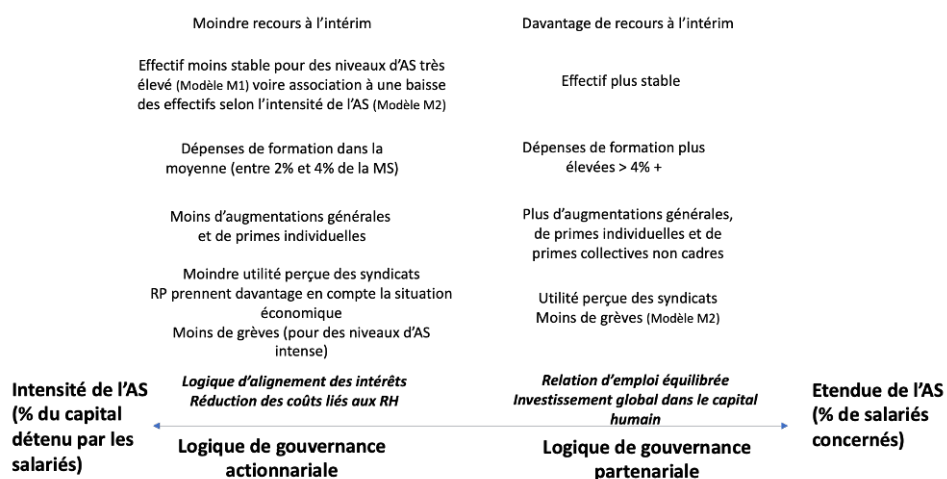 Moindre recours à l'intérim
Davantage de recours à l'intérim
Effectif moins stable pour des niveaux d'AS très
élevé (Modèle M1) voire association à une baisse
des effectifs selon l'intensité de l'AS (Modèle M2)
Effectif plus stable
Dépenses de formation dans la
moyenne (entre 2% et 4% de la MS)
Dépenses de formation plus
élevées > 4% +
Moins d'augmentations générales
et de primes individuelles
Plus d'augmentations générales,
de primes individuelles et de
primes collectives non cadres
Moindre utilité perçue des syndicats
RP prennent davantage en compte la situation
économique
Moins de grèves (pour des niveaux d'AS
intense)
Utilité perçue des syndicats
Moins de grèves (Modèle M2)
Intensité de l'AS
(% du capital
détenu par les
salariés)
Logique d'alignement des intérêts
Réduction des coûts liés aux RH
Relation d'emploi équilibrée
Investissement global dans le capital
humain
Etendue de l'AS
(% de salariés
concernés)
Logique de gouvernance
actionnariale
Logique de gouvernance
partenariale